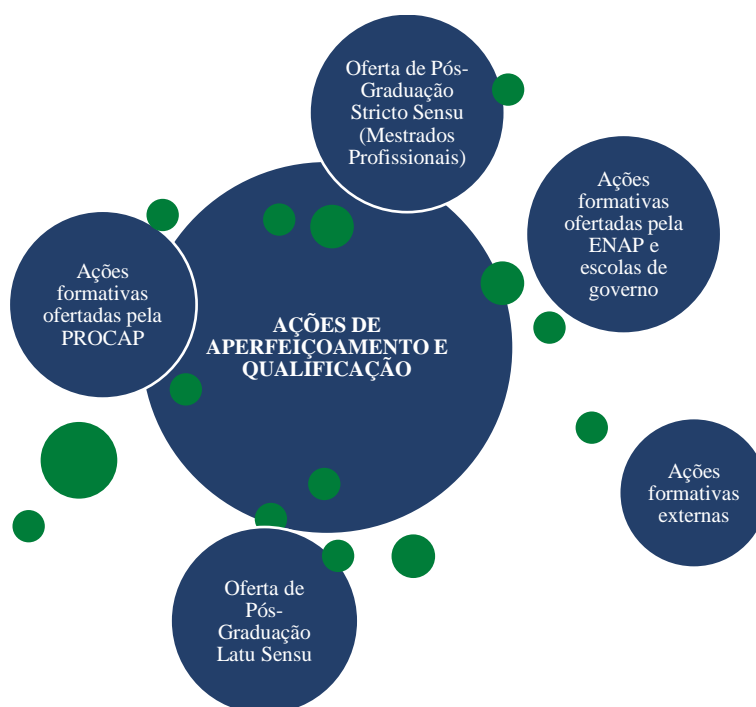 Oferta de Pós-
Graduação
Stricto Sensu
(Mestrados
Profissionais)
Ações
formativas
ofertadas pela
ENAP e
escolas de
governo
Ações
formativas
ofertadas pela
PROCAP
AÇÕES DE
APERFEIÇOAMENTO E
QUALIFICAÇÃO
Ações
formativas
externas
Oferta de
Pós-
Graduação
Latu Sensu